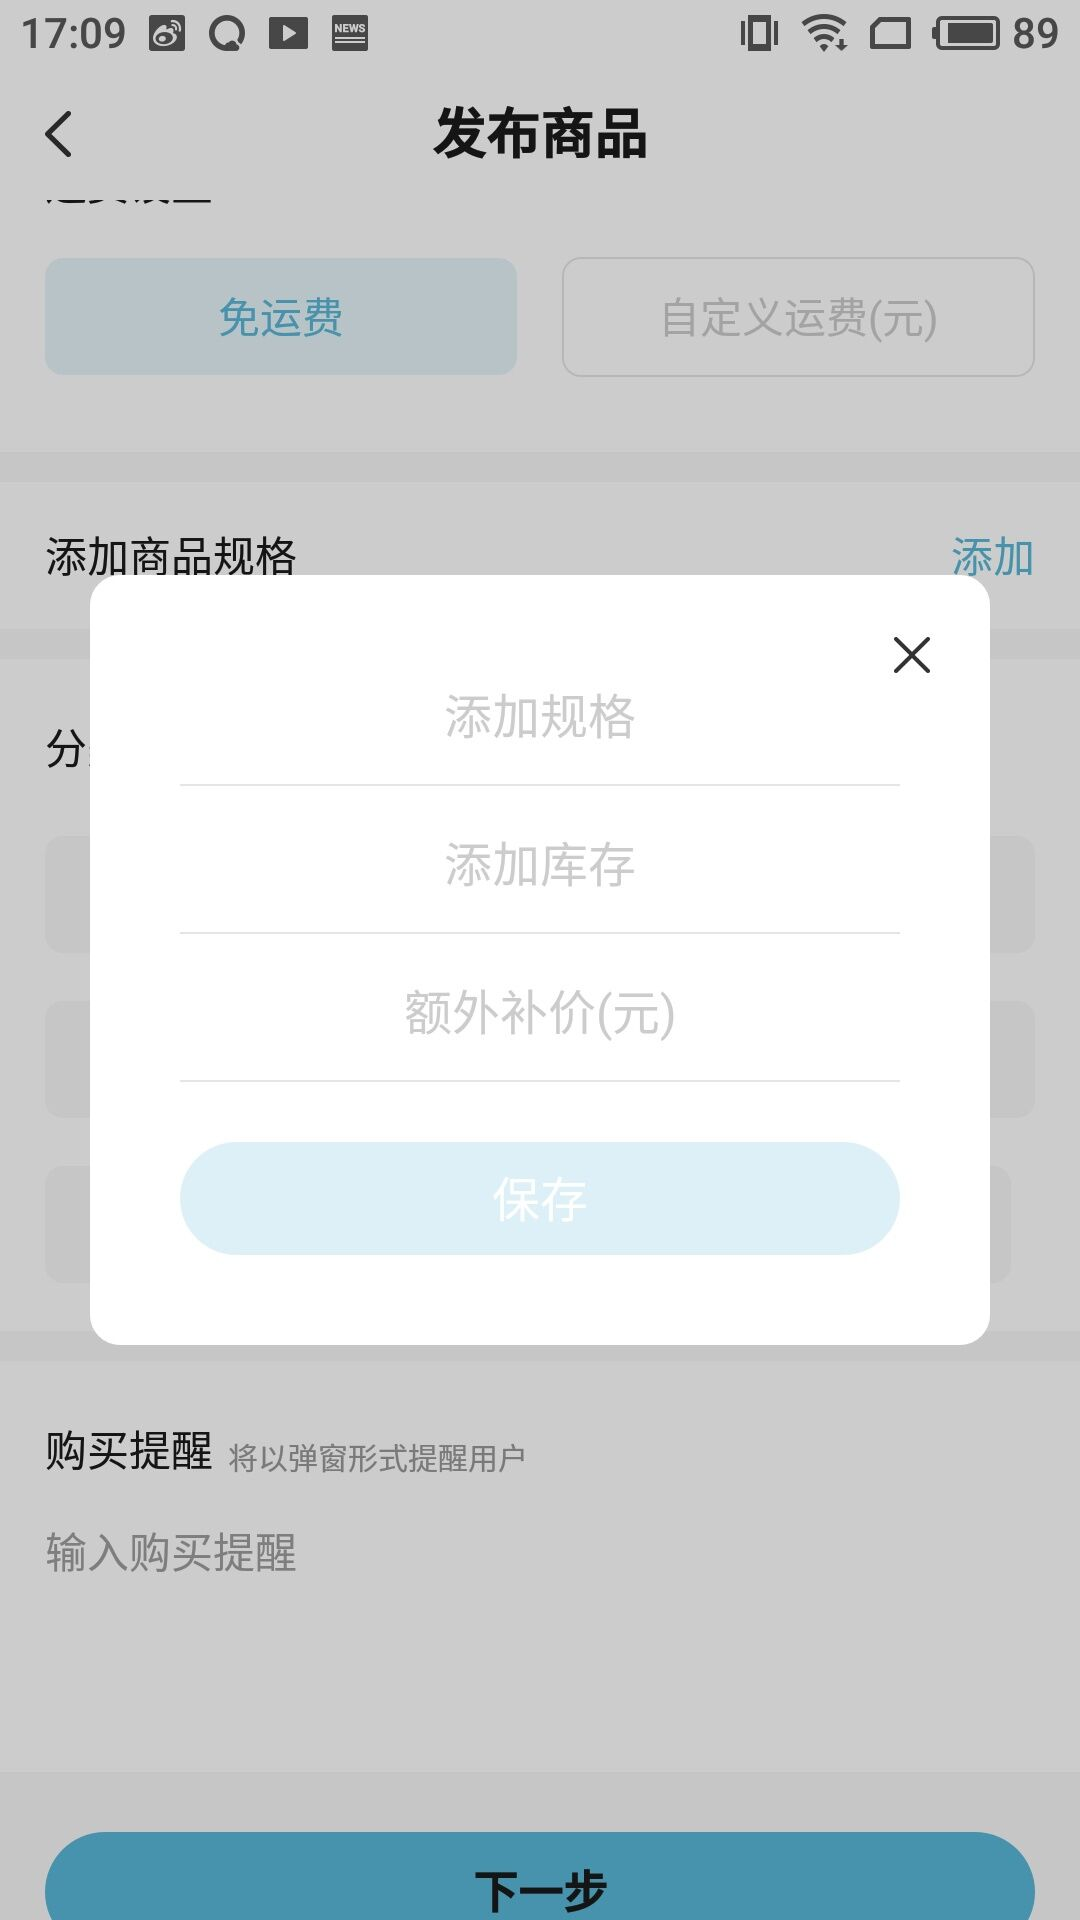 17:09 NEWS 89
发布商品
免运费 自定义运费(元)
添加商品规格 添加
添加规格
分
添加库存
额外补价(元)
保存
购买提醒 将以弹窗形式提醒用户
输入购买提醒
下一步